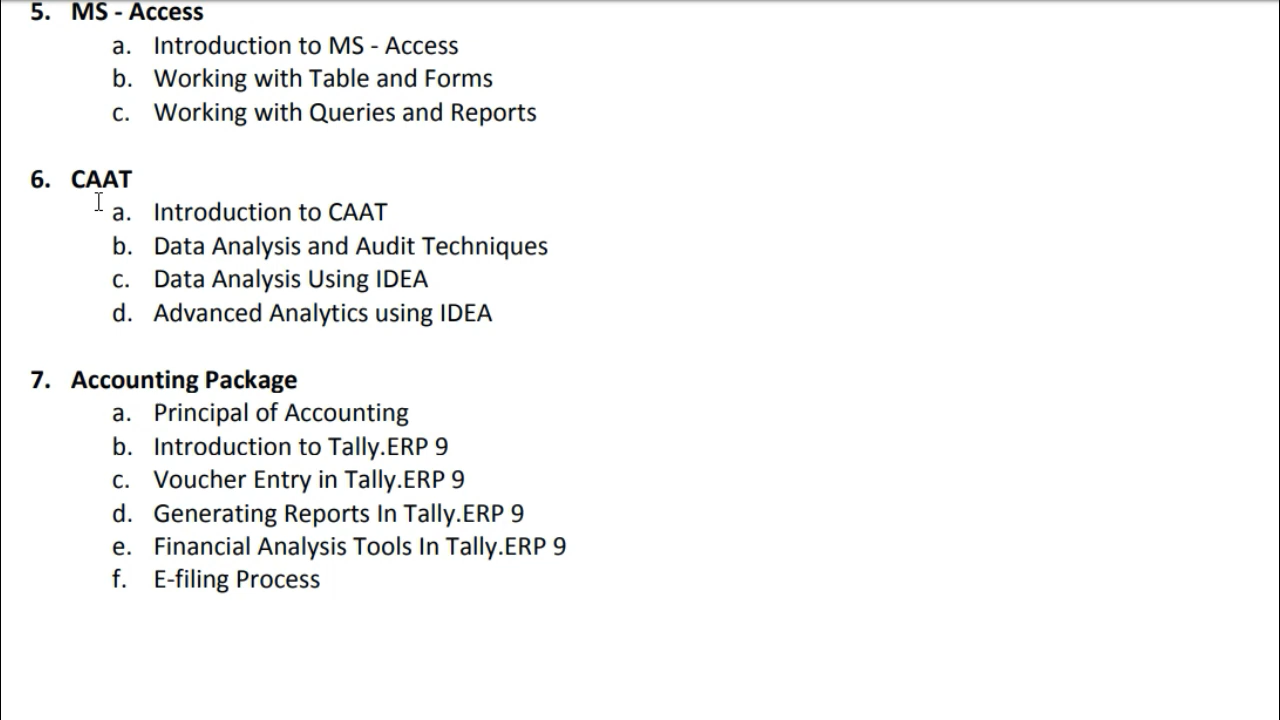 5. MS - Access
a. Introduction to MS - Access
b. Working with Table and Forms
c. Working with Queries and Reports
6. CAAT
a. Introduction to CAAT
b. Data Analysis and Audit Techniques
c. Data Analysis Using IDEA
d. Advanced Analytics using IDEA
7. Accounting Package
a. Principal of Accounting
b. Introduction to Tally.ERP 9
c. Voucher Entry in Tally.ERP 9
d. Generating Reports In Tally.ERP 9
e. Financial Analysis Tools In Tally.ERP 9
f. E-filing Process